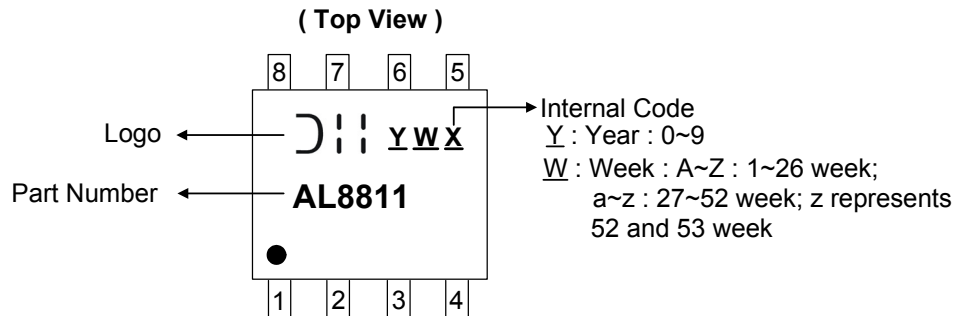 ( Top View )
8 7 6 5
Logo
Y W X
Internal Code
Y : Year : 0~9
W : Week : A~Z : 1~26 week;
a~z : 27~52 week; z represents
52 and 53 week
Part Number
AL8811
1 2 3 4